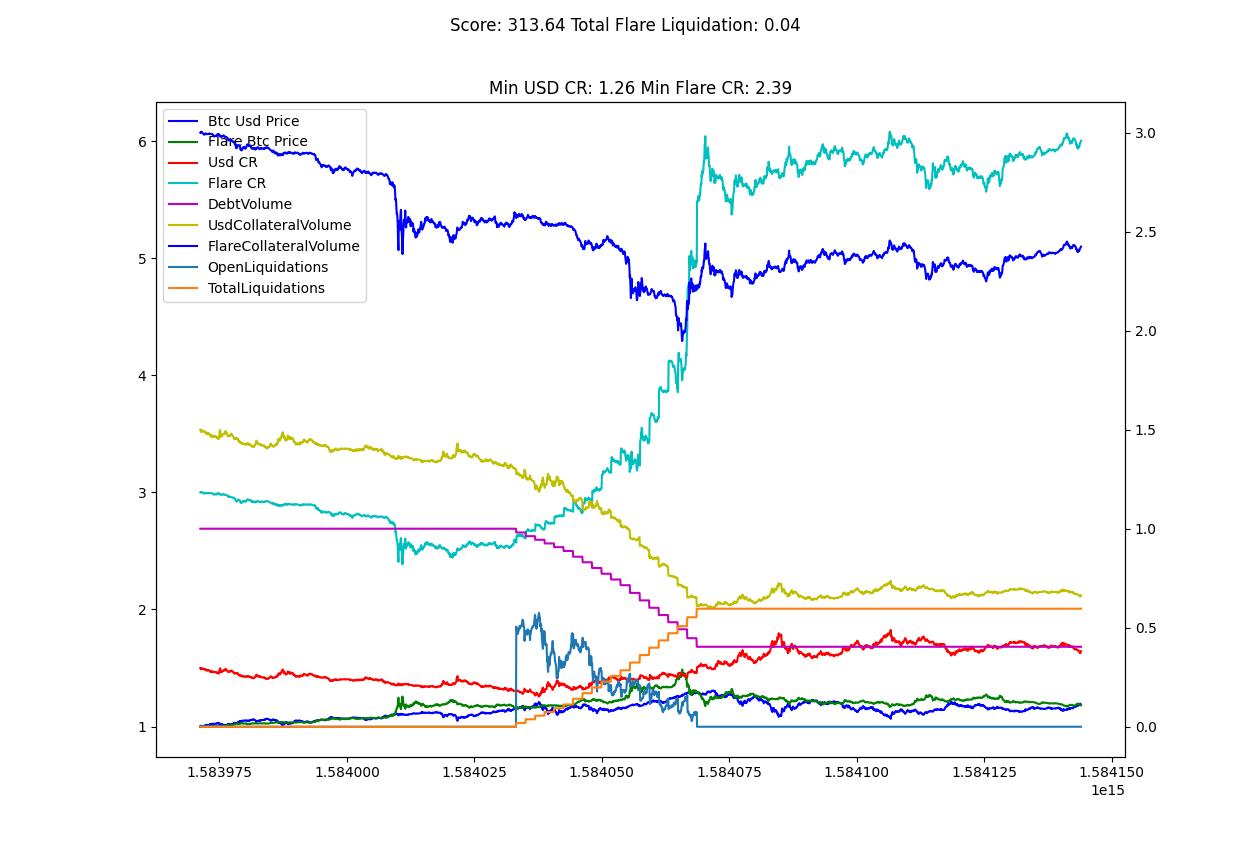 Score: 313.64 Total Flare Liquidation: 0.04
Min USD CR: 1.26 Min Flare CR: 2.39
Btc Usd Price
Flare Btc Price
Usd CR
Flare CR
DebtVolume
UsdCollateralVolume
FlareCollateralVolume
OpenLiquidations
TotalLiquidations
6
5
4
3
2
1
3.0
2.5
2.0
1.5
1.0
0.5
0.0
1.583975
1.584000
1.584025
1.584050
1.584075
1.584100
1.584125
1.584150
1e15